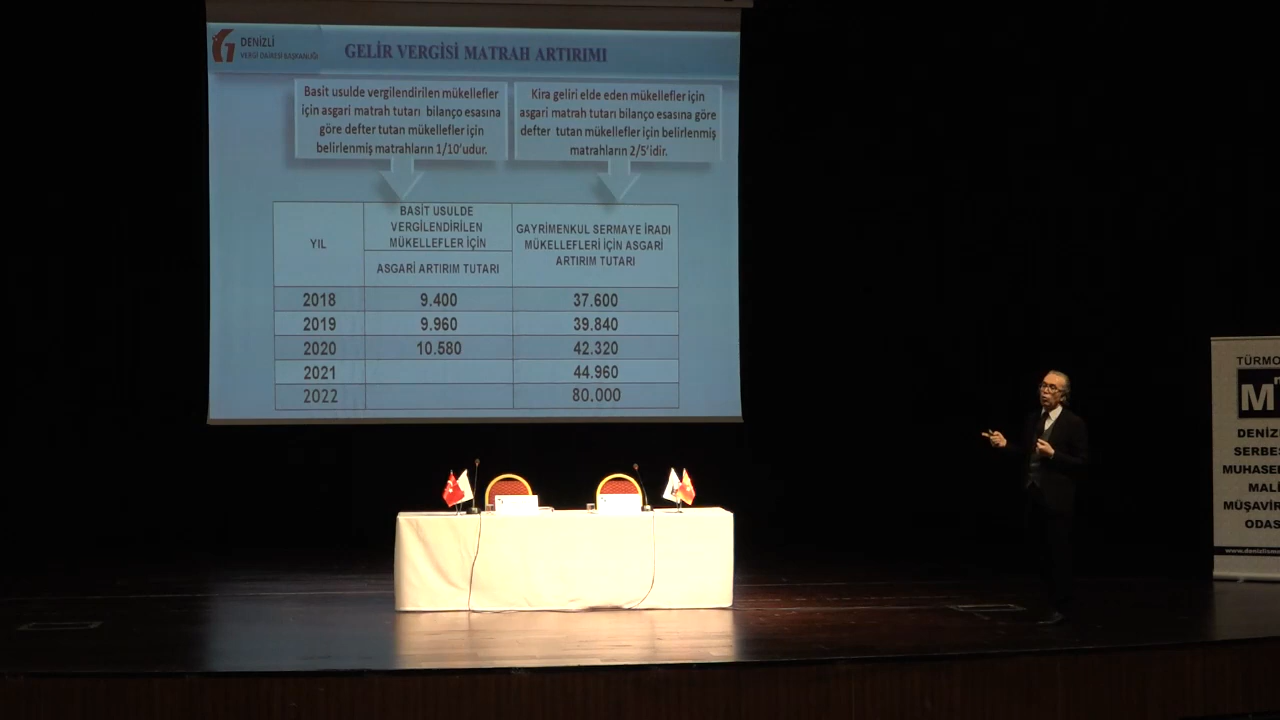 DENİZLİ
VERGİ DAİRESİ BAŞKANLIĞI
GELİR VERGİSİ MATRAH ARTIRIMI
Basit usulde vergilendirilen mükellefler
için asgari matrah tutarı bilanço esasına
göre defter tutan mükellefler için
belirlenmiş matrahların 1/10'udur.
Kira geliri elde eden mükellefler için
asgari matrah tutarı bilanço esasına göre
defter tutan mükellefler için belirlenmiş
matrahların 2/5'idir.
YIL
BASİT USULDE
VERGİLENDİRİLEN
MÜKELLEFLER İÇİN
ASGARİ ARTIRIM TUTARI
GAYRİMENKUL SERMAYE İRADI
MÜKELLEFLERİ İÇİN ASGARİ
ARTIRIM TUTARI
2018 9.400 37.600
2019 9.960 39.840
2020 10.580 42.320
2021 44.960
2022 80.000
TÜRMO
M
DENİZ
SERBES
MUHASE
MALİ
MÜŞAVİR
ODAS
www.denizlism